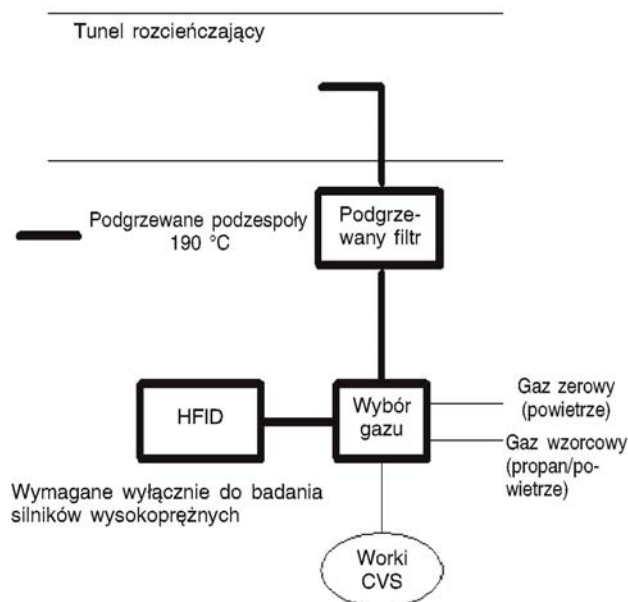 Tunel rozcieńczający
Podgrzewane podzespoły
190 °C
Podgrze-
wany filtr
HFID
Wybór
gazu
Gaz zerowy
(powietrze)
Gaz wzorcowy
(propan/po-
wietrze)
Wymagane wyłącznie do badania
silników wysokoprężnych
Worki
CVS